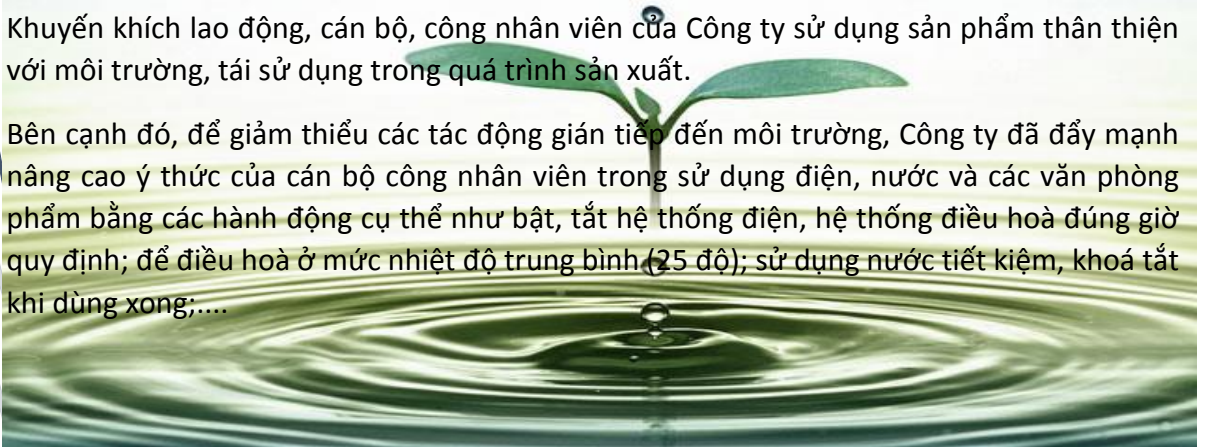 Khuyến khích lao động, cán bộ, công nhân viên của Công ty sử dụng sản phẩm thân thiện
với môi trường, tái sử dụng trong quá trình sản xuất.
Bên cạnh đó, để giảm thiểu các tác động gián tiếp đến môi trường, Công ty đã đẩy mạnh
nâng cao ý thức của cán bộ công nhân viên trong sử dụng điện, nước và các văn phòng
phẩm bằng các hành động cụ thể như bật, tắt hệ thống điện, hệ thống điều hoà đúng giờ
quy định; để điều hoà ở mức nhiệt độ trung bình (25 độ); sử dụng nước tiết kiệm, khoá tắt
khi dùng xong;....